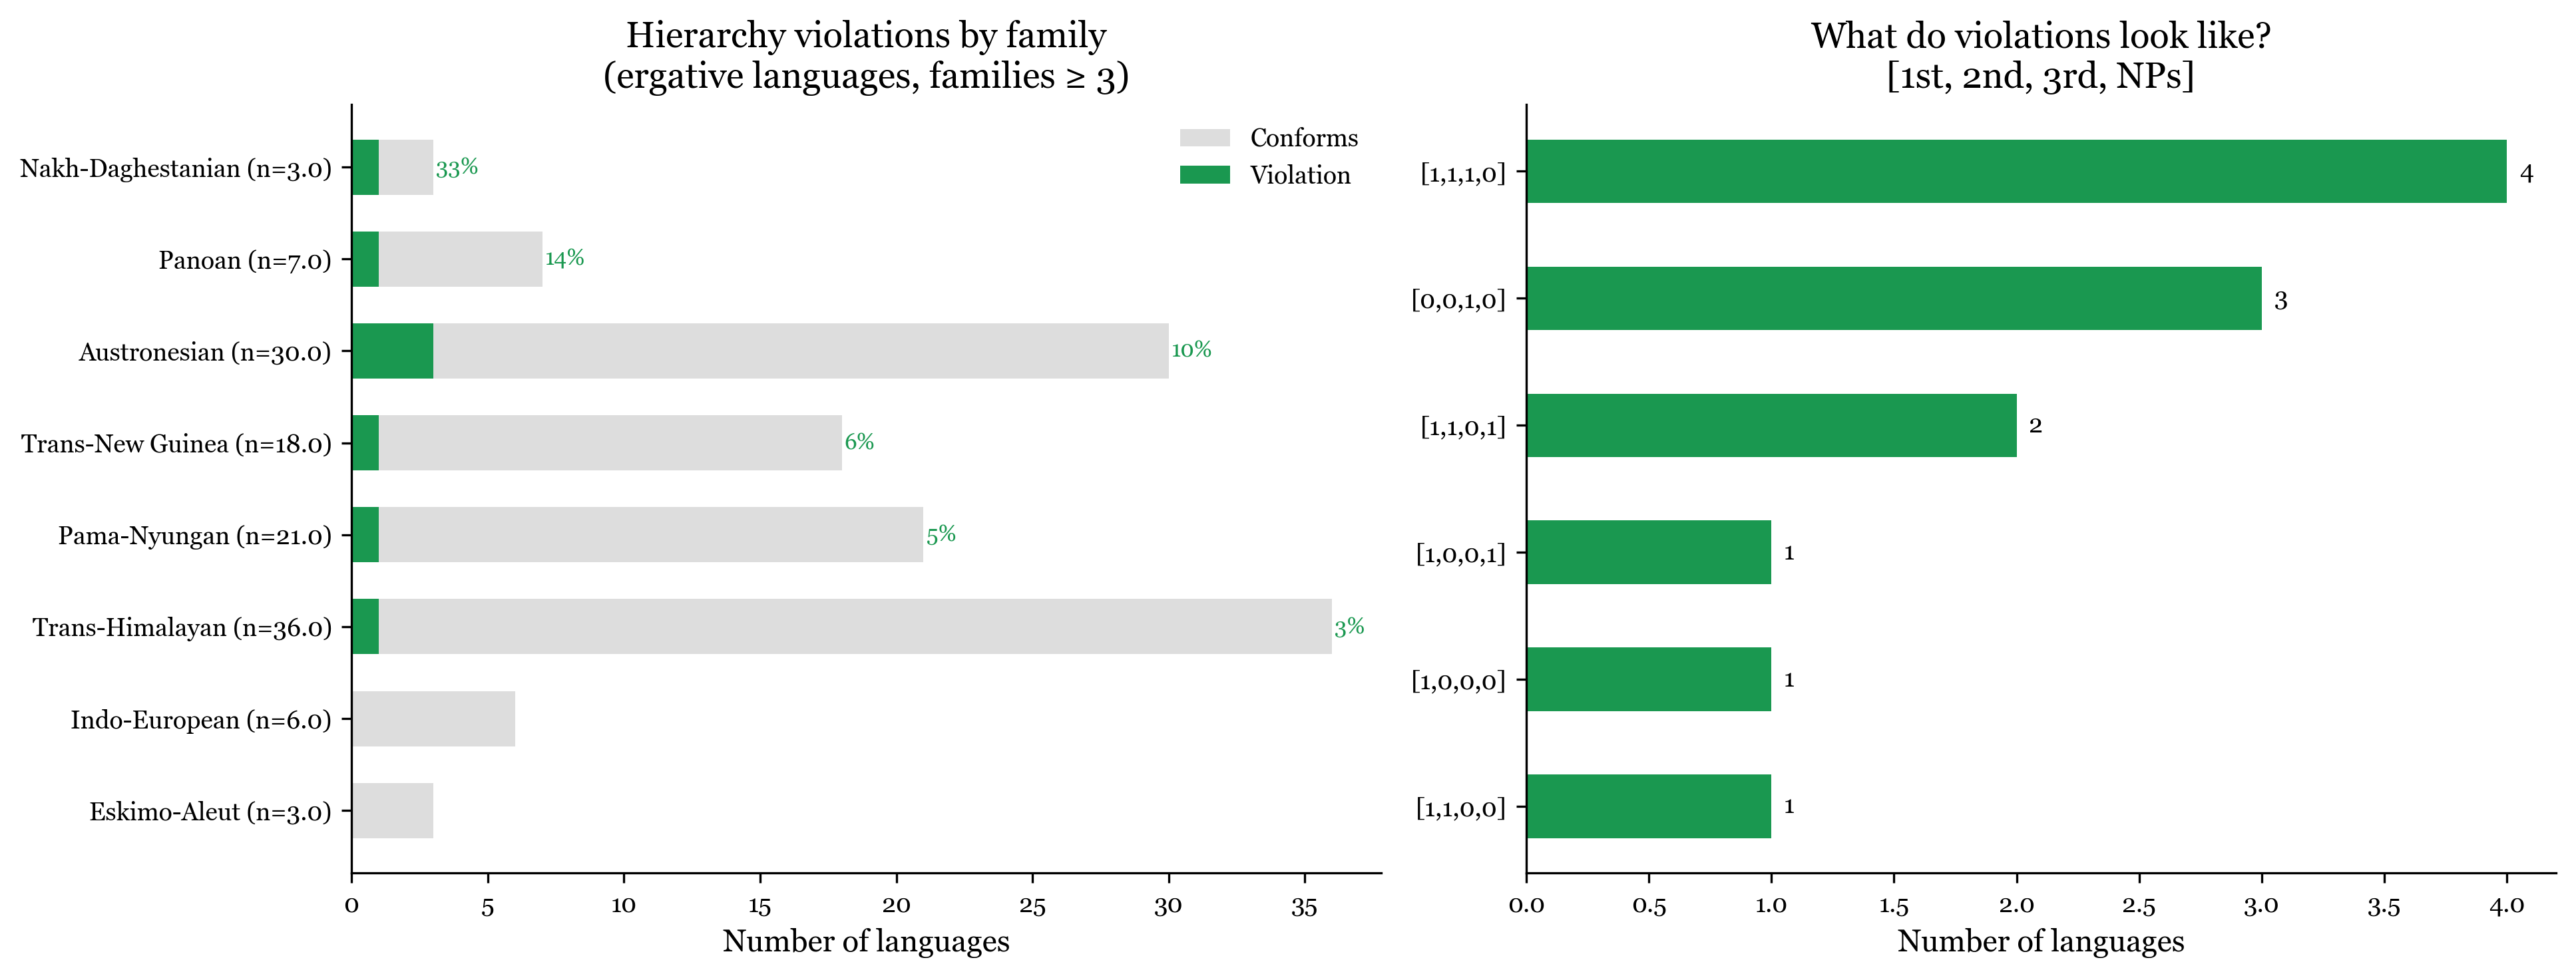 Hierarchy violations by family
(ergative languages, families ≥ 3)
Conforms
Violation
Nakh-Daghestanian (n=3.0)
33%
Panoan (n=7.0)
14%
Austronesian (n=30.0)
10%
Trans-New Guinea (n=18.0)
6%
Pama-Nyungan (n=21.0)
5%
Trans-Himalayan (n=36.0)
3%
Indo-European (n=6.0)
Eskimo-Aleut (n=3.0)
0 5 10 15 20 25 30 35
Number of languages
What do violations look like?
[1st, 2nd, 3rd, NPs]
[1,1,1,0]
4
[0,0,1,0]
3
[1,1,0,1]
2
[1,0,0,1]
1
[1,0,0,0]
1
[1,1,0,0]
1
0.0 0.5 1.0 1.5 2.0 2.5 3.0 3.5 4.0
Number of languages